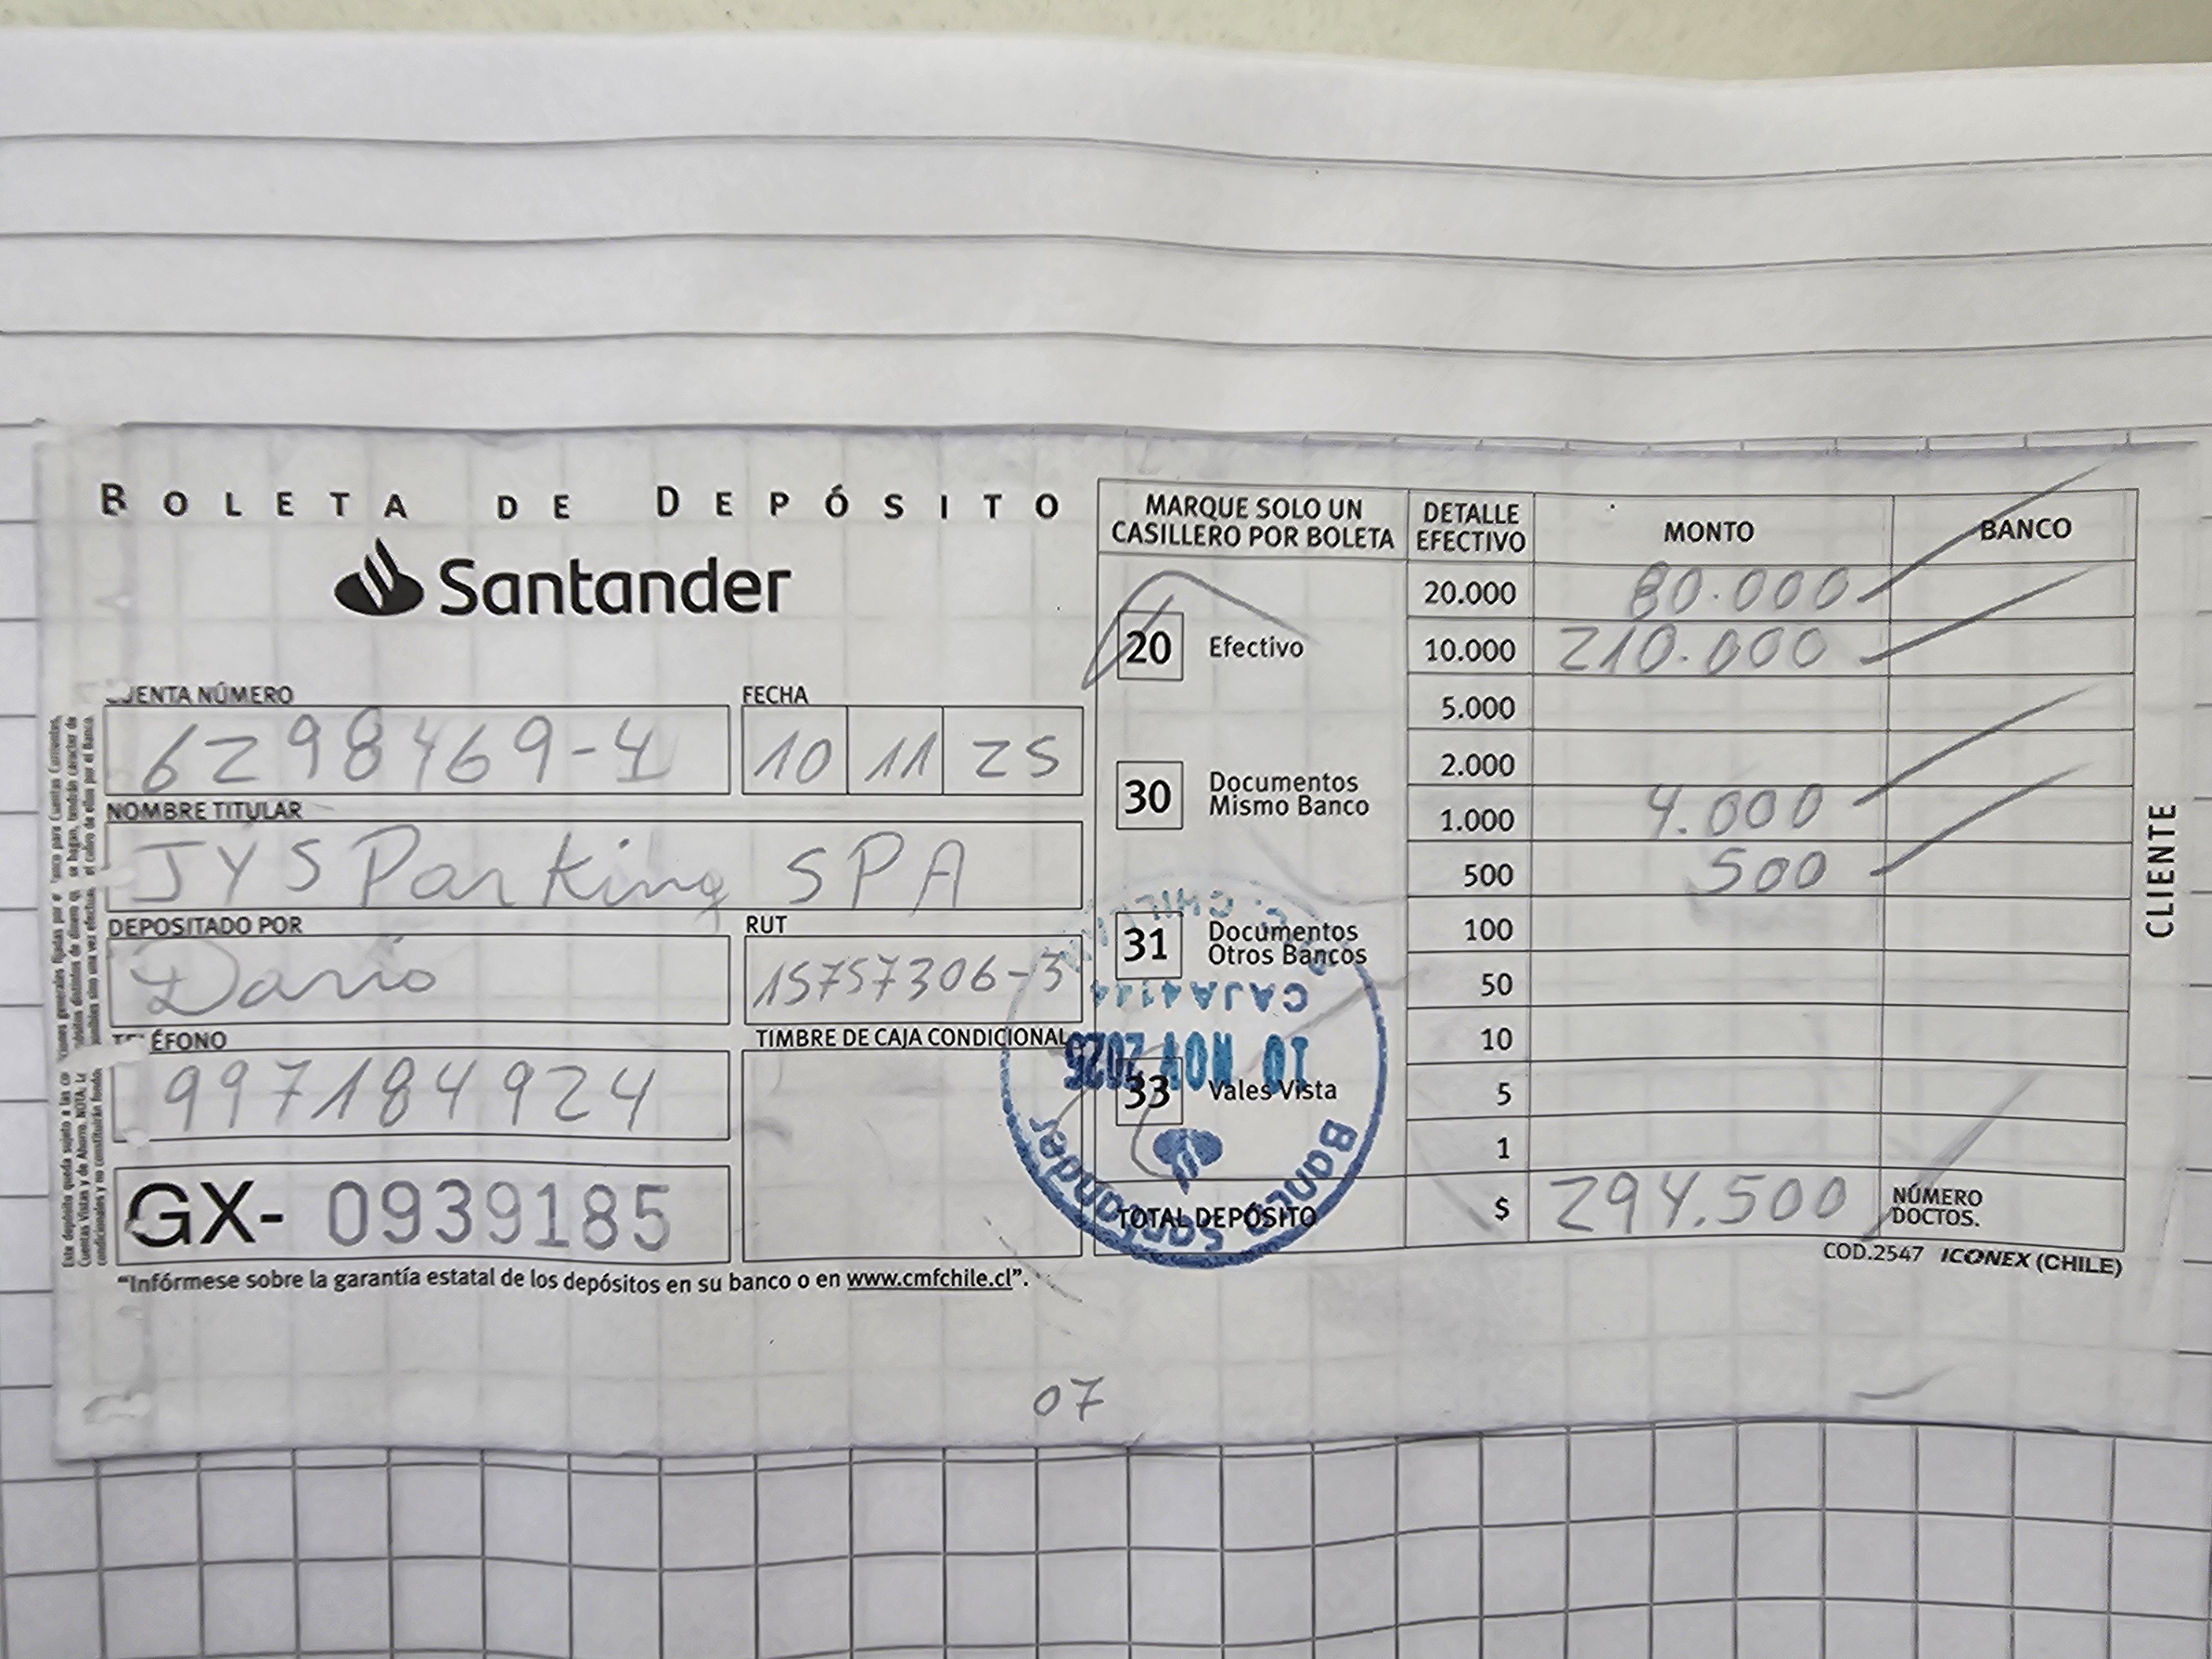 BOLETA DE DEPÓSITO
Santander
CUENTA NÚMERO
6298469-4
FECHA
10 11 25
NOMBRE TITULAR
JYS Parking SPA
DEPOSITADO POR
Dario
RUT
15757306-3
TELÉFONO
997184924
TIMBRE DE CAJA CONDICIONAL
GX- 0939185
"Infórmese sobre la garantía estatal de los depósitos en su banco o en www.cmfchile.cl".
MARQUE SOLO UN
CASILLERO POR BOLETA
20 Efectivo
30 Documentos
Mismo Banco
31 Documentos
Otros Bancos
33 Vales Vista
TOTAL DEPÓSITO
CAJA4114
10 NOV 2025
Banco Santander
DETALLE
EFECTIVO
MONTO
BANCO
20.000 80.000
10.000 210.000
5.000
2.000
1.000 4.000
500 500
100
50
10
5
1
$ 294.500
NÚMERO
DOCTOS.
COD.2547 ICONEX (CHILE)
CLIENTE
07